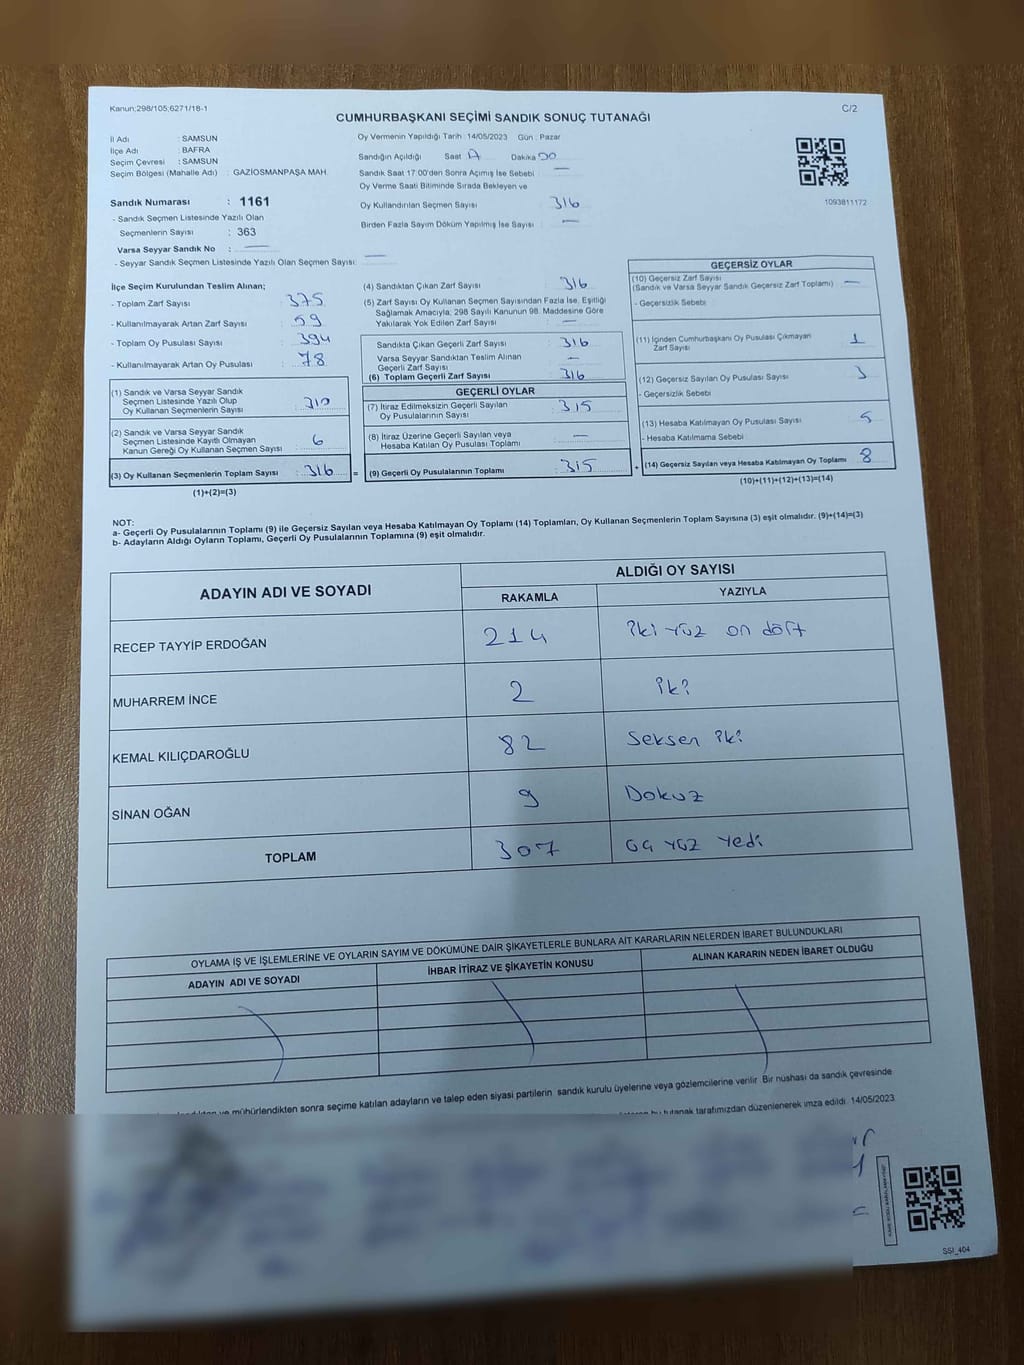 Kanun:298/105;6271/18-1
C/2
CUMHURBAŞKANI SEÇİMİ SANDIK SONUÇ TUTANAĞI
İl Adı : SAMSUN
İlçe Adı : BAFRA
Seçim Çevresi : SAMSUN
Seçim Bölgesi (Mahalle Adı) : GAZİOSMANPAŞA MAH.
Sandık Numarası : 1161
- Sandık Seçmen Listesinde Yazılı Olan
Seçmenlerin Sayısı : 363
Varsa Seyyar Sandık No : —
- Seyyar Sandık Seçmen Listesinde Yazılı Olan Seçmen Sayısı: —
Oy Vermenin Yapıldığı Tarih : 14/05/2023 Gün : Pazar
Sandığın Açıldığı Saat Dakika 00
Sandık Saat 17:00'den Sonra Açımış İse Sebebi : —
Oy Verme Saati Bitiminde Sırada Bekleyen ve
Oy Kullandırılan Seçmen Sayısı : 316
Birden Fazla Sayım Döküm Yapılmış İse Sayısı : —
1093811172
İlçe Seçim Kurulundan Teslim Alınan;
- Toplam Zarf Sayısı : 375
- Kullanılmayarak Artan Zarf Sayısı : 59
- Toplam Oy Pusulası Sayısı : 394
- Kullanılmayarak Artan Oy Pusulası : 78
(1) Sandık ve Varsa Seyyar Sandık
Seçmen Listesinde Yazılı Olup
Oy Kullanan Seçmenlerin Sayısı : 310
(2) Sandık ve Varsa Seyyar Sandık
Seçmen Listesinde Kayıtlı Olmayan
Kanun Gereği Oy Kullanan Seçmen Sayısı : 6
(3) Oy Kullanan Seçmenlerin Toplam Sayısı : 316
(1)+(2)=(3)
(4) Sandıktan Çıkan Zarf Sayısı : 316
(5) Zarf Sayısı Oy Kullanan Seçmen Sayısından Fazla İse, Eşitliği
Sağlamak Amacıyla; 298 Sayılı Kanunun 98. Maddesine Göre
Yakılarak Yok Edilen Zarf Sayısı : —
Sandıkta Çıkan Geçerli Zarf Sayısı : 316
Varsa Seyyar Sandıktan Teslim Alınan
Geçerli Zarf Sayısı : —
(6) Toplam Geçerli Zarf Sayısı : 316
=
GEÇERLİ OYLAR
(7) İtiraz Edilmeksizin Geçerli Sayılan
Oy Pusulalarının Sayısı : 315
(8) İtiraz Üzerine Geçerli Sayılan veya
Hesaba Katılan Oy Pusulası Toplamı : —
(9) Geçerli Oy Pusulalarının Toplamı : 315
+
GEÇERSİZ OYLAR
(10) Geçersiz Zarf Sayısı
(Sandık ve Varsa Seyyar Sandık Geçersiz Zarf Toplamı) : —
- Geçersizlik Sebebi
(11) İçinden Cumhurbaşkanı Oy Pusulası Çıkmayan
Zarf Sayısı : 1
(12) Geçersiz Sayılan Oy Pusulası Sayısı : 3
- Geçersizlik Sebebi
(13) Hesaba Katılmayan Oy Pusulası Sayısı : 5
- Hesaba Katılmama Sebebi
(14) Geçersiz Sayılan veya Hesaba Katılmayan Oy Toplamı : 8
(10)+(11)+(12)+(13)=(14)
NOT:
a- Geçerli Oy Pusulalarının Toplamı (9) ile Geçersiz Sayılan veya Hesaba Katılmayan Oy Toplamı (14) Toplamları, Oy Kullanan Seçmenlerin Toplam Sayısına (3) eşit olmalıdır. (9)+(14)=(3)
b- Adayların Aldığı Oyların Toplamı, Geçerli Oy Pusulalarının Toplamına (9) eşit olmalıdır.
ADAYIN ADI VE SOYADI
ALDIĞI OY SAYISI
RAKAMLA YAZIYLA
RECEP TAYYİP ERDOĞAN 214 iki yüz on dört
MUHARREM İNCE 2 iki
KEMAL KILIÇDAROĞLU 82 Seksen iki
SİNAN OĞAN 9 Dokuz
TOPLAM 307 üç yüz yedi
OYLAMA İŞ VE İŞLEMLERİNE VE OYLARIN SAYIM VE DÖKÜMÜNE DAİR ŞİKAYETLERLE BUNLARA AİT KARARLARIN NELERDEN İBARET BULUNDUKLARI
ADAYIN ADI VE SOYADI İHBAR İTİRAZ VE ŞİKAYETİN KONUSU ALINAN KARARIN NEDEN İBARET OLDUĞU
ve mühürlendikten sonra seçime katılan adayların ve talep eden siyasi partilerin sandık kurulu üyelerine veya gözlemcilerine verilir. Bir nüshası da sandık çevresinde
bu tutanak tarafımızdan düzenlenerek imza edildi. 14/05/2023
SSI_404